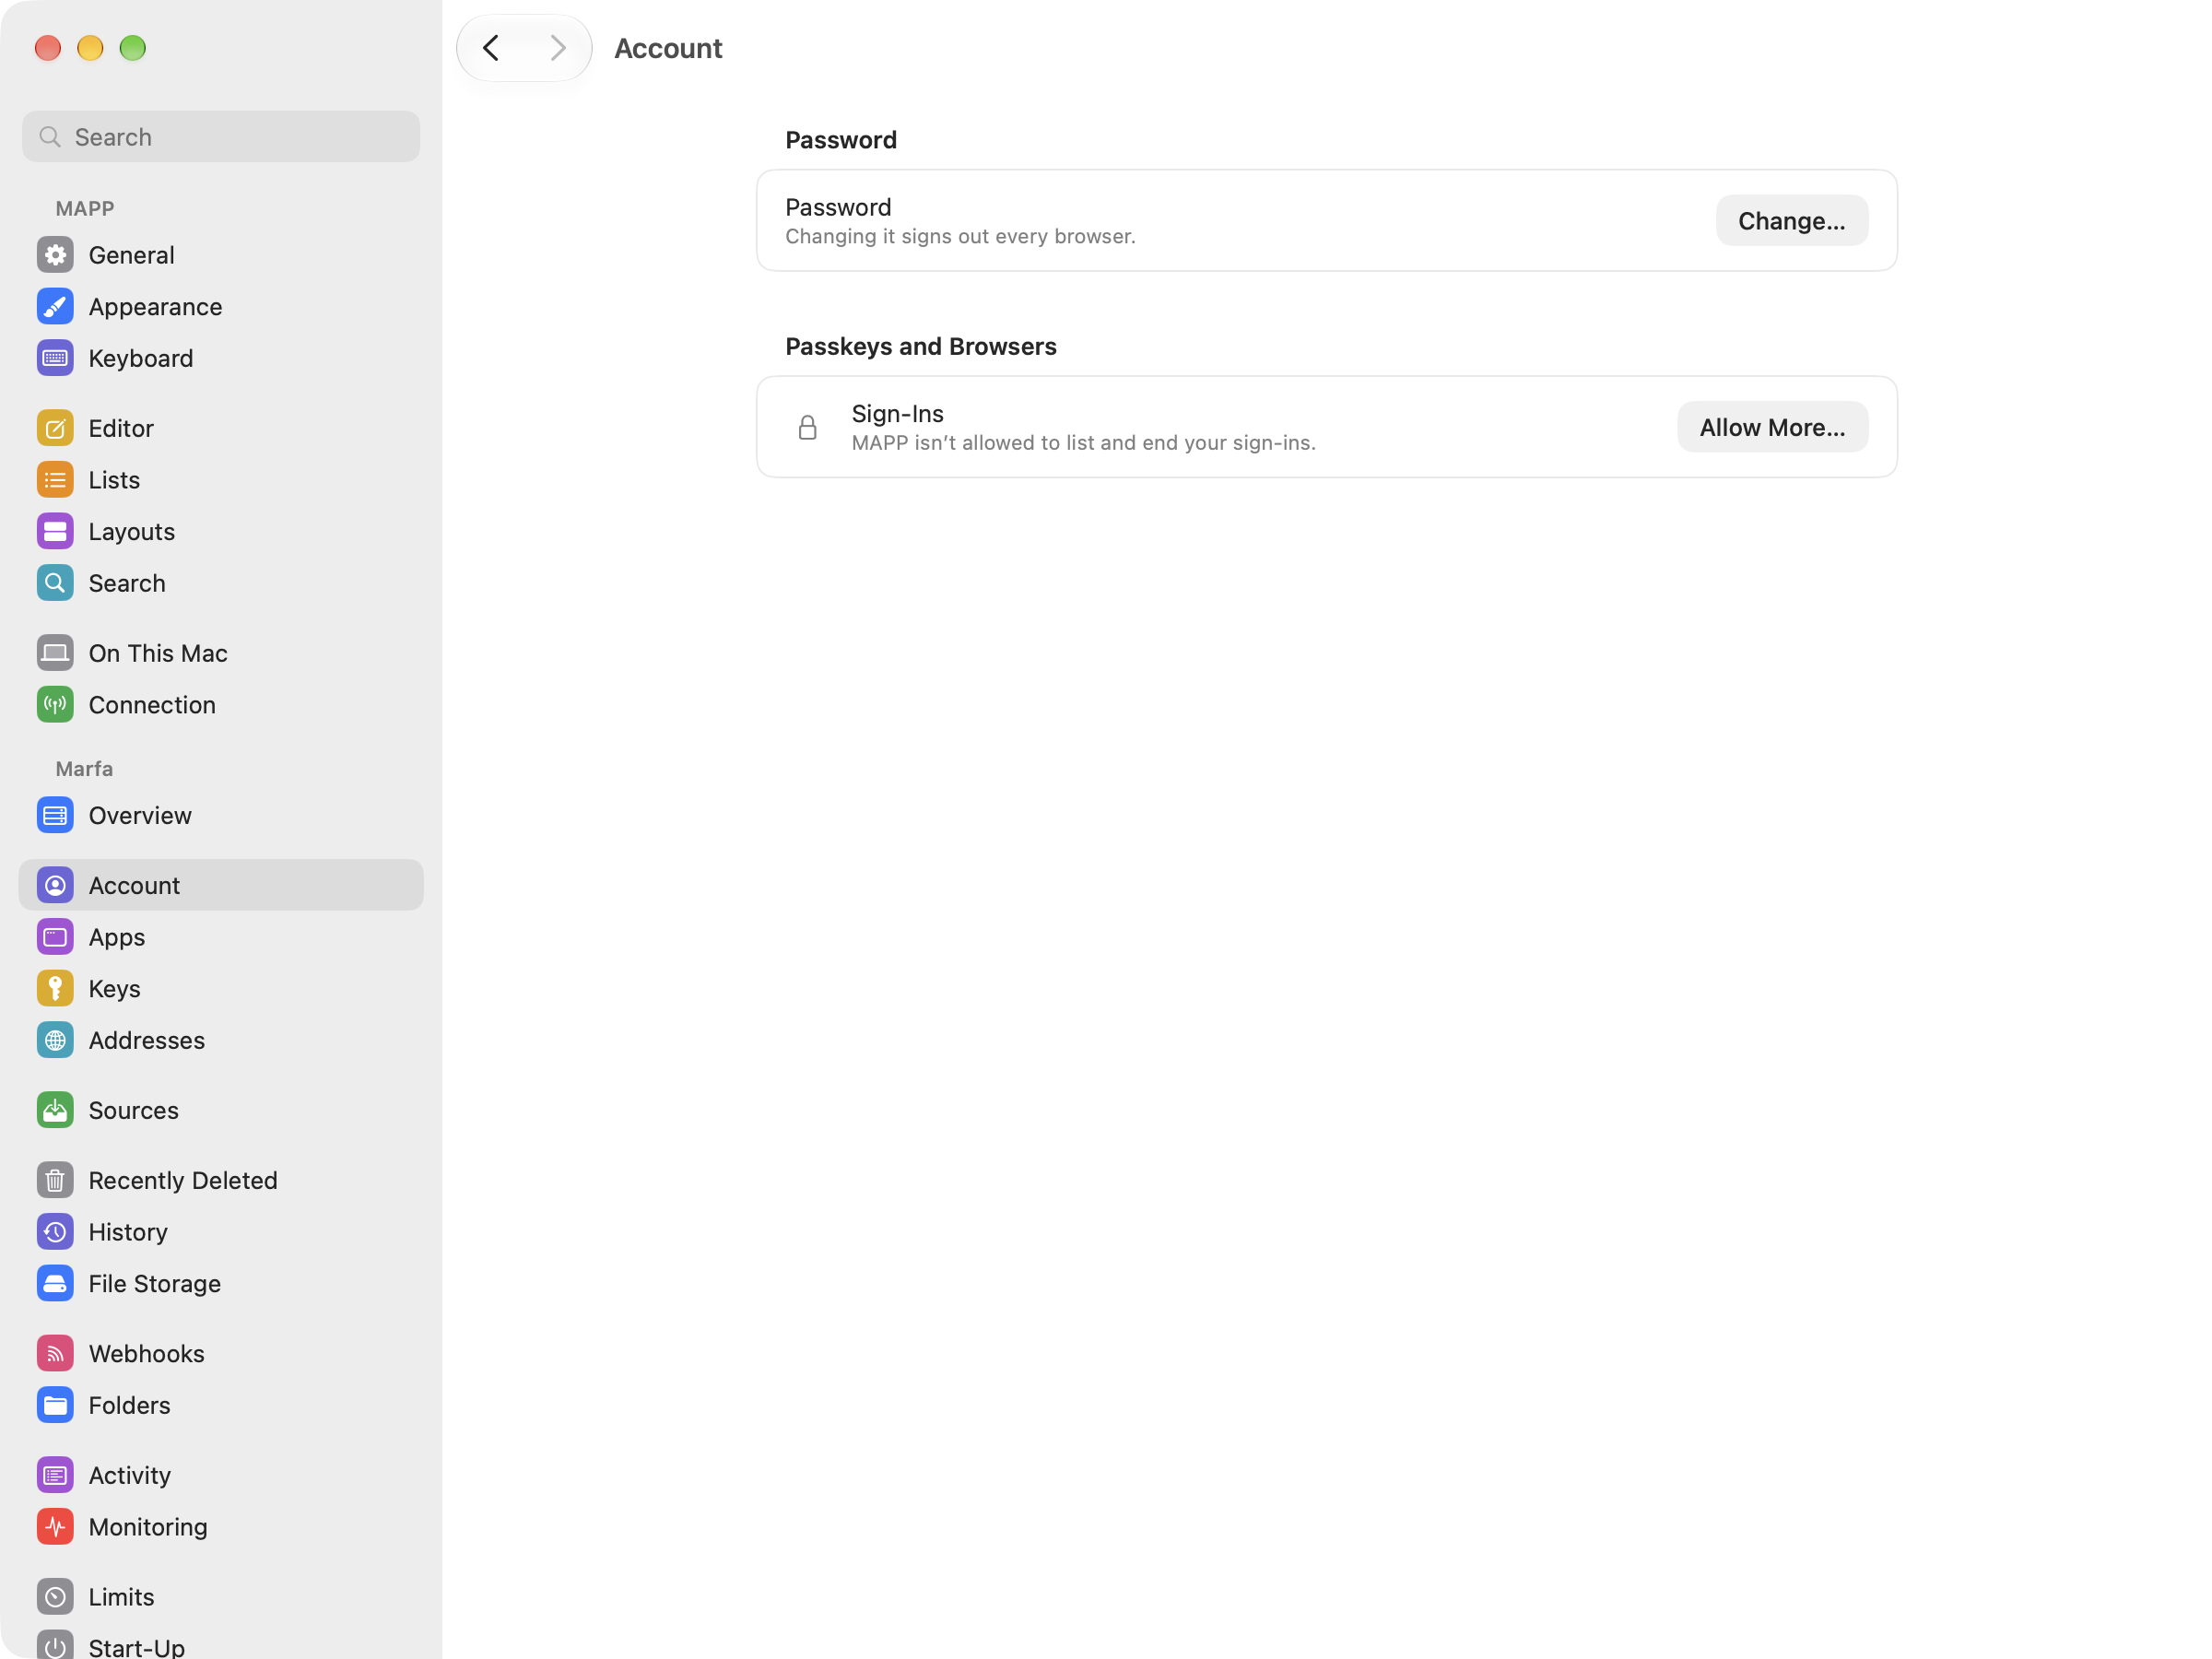 Account
Search
MAPP
General
Appearance
Keyboard
Editor
Lists
Layouts
Search
On This Mac
Connection
Marfa
Overview
Account
Apps
Keys
Addresses
Sources
Recently Deleted
History
File Storage
Webhooks
Folders
Activity
Monitoring
Limits
Start-Up
Password
Password
Changing it signs out every browser.
Change...
Passkeys and Browsers
Sign-Ins
MAPP isn’t allowed to list and end your sign-ins.
Allow More...